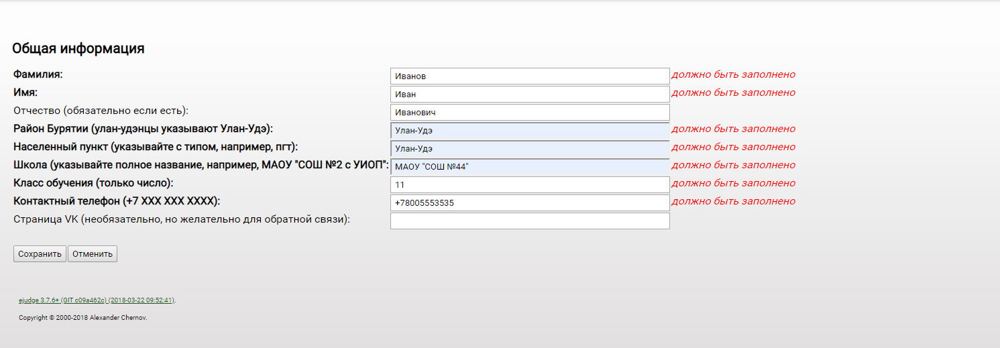 Общая информация
Фамилия: Иванов должно быть заполнено
Имя: Иван должно быть заполнено
Отчество (обязательно если есть): Иванович
Район Бурятии (улан-удэнцы указывают Улан-Удэ): Улан-Удэ должно быть заполнено
Населенный пункт (указывайте с типом, например, пгт): Улан-Удэ должно быть заполнено
Школа (указывайте полное название, например, МАОУ "СОШ №2 с УИОП": МАОУ "СОШ №44" должно быть заполнено
Класс обучения (только число): 11 должно быть заполнено
Контактный телефон (+7 XXX XXX XXXX): +78005553535 должно быть заполнено
Страница VK (необязательно, но желательно для обратной связи):
Сохранить Отменить
ejudge 3.7.6+ (GIT c09a462c) (2018-03-22 09:52:41).
Copyright © 2000-2018 Alexander Chernov.